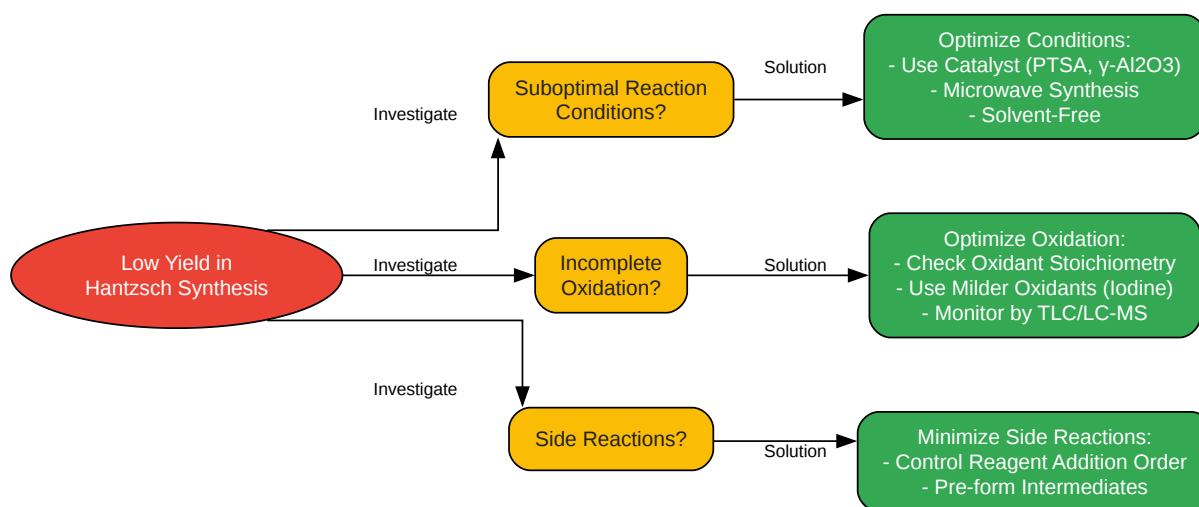 Low Yield in
Hantzsch Synthesis
Investigate
Suboptimal Reaction
Conditions?
Solution
Optimize Conditions:
- Use Catalyst (PTSA, γ-Al2O3)
- Microwave Synthesis
- Solvent-Free
Investigate
Incomplete
Oxidation?
Solution
Optimize Oxidation:
- Check Oxidant Stoichiometry
- Use Milder Oxidants (Iodine)
- Monitor by TLC/LC-MS
Investigate
Side Reactions?
Solution
Minimize Side Reactions:
- Control Reagent Addition Order
- Pre-form Intermediates